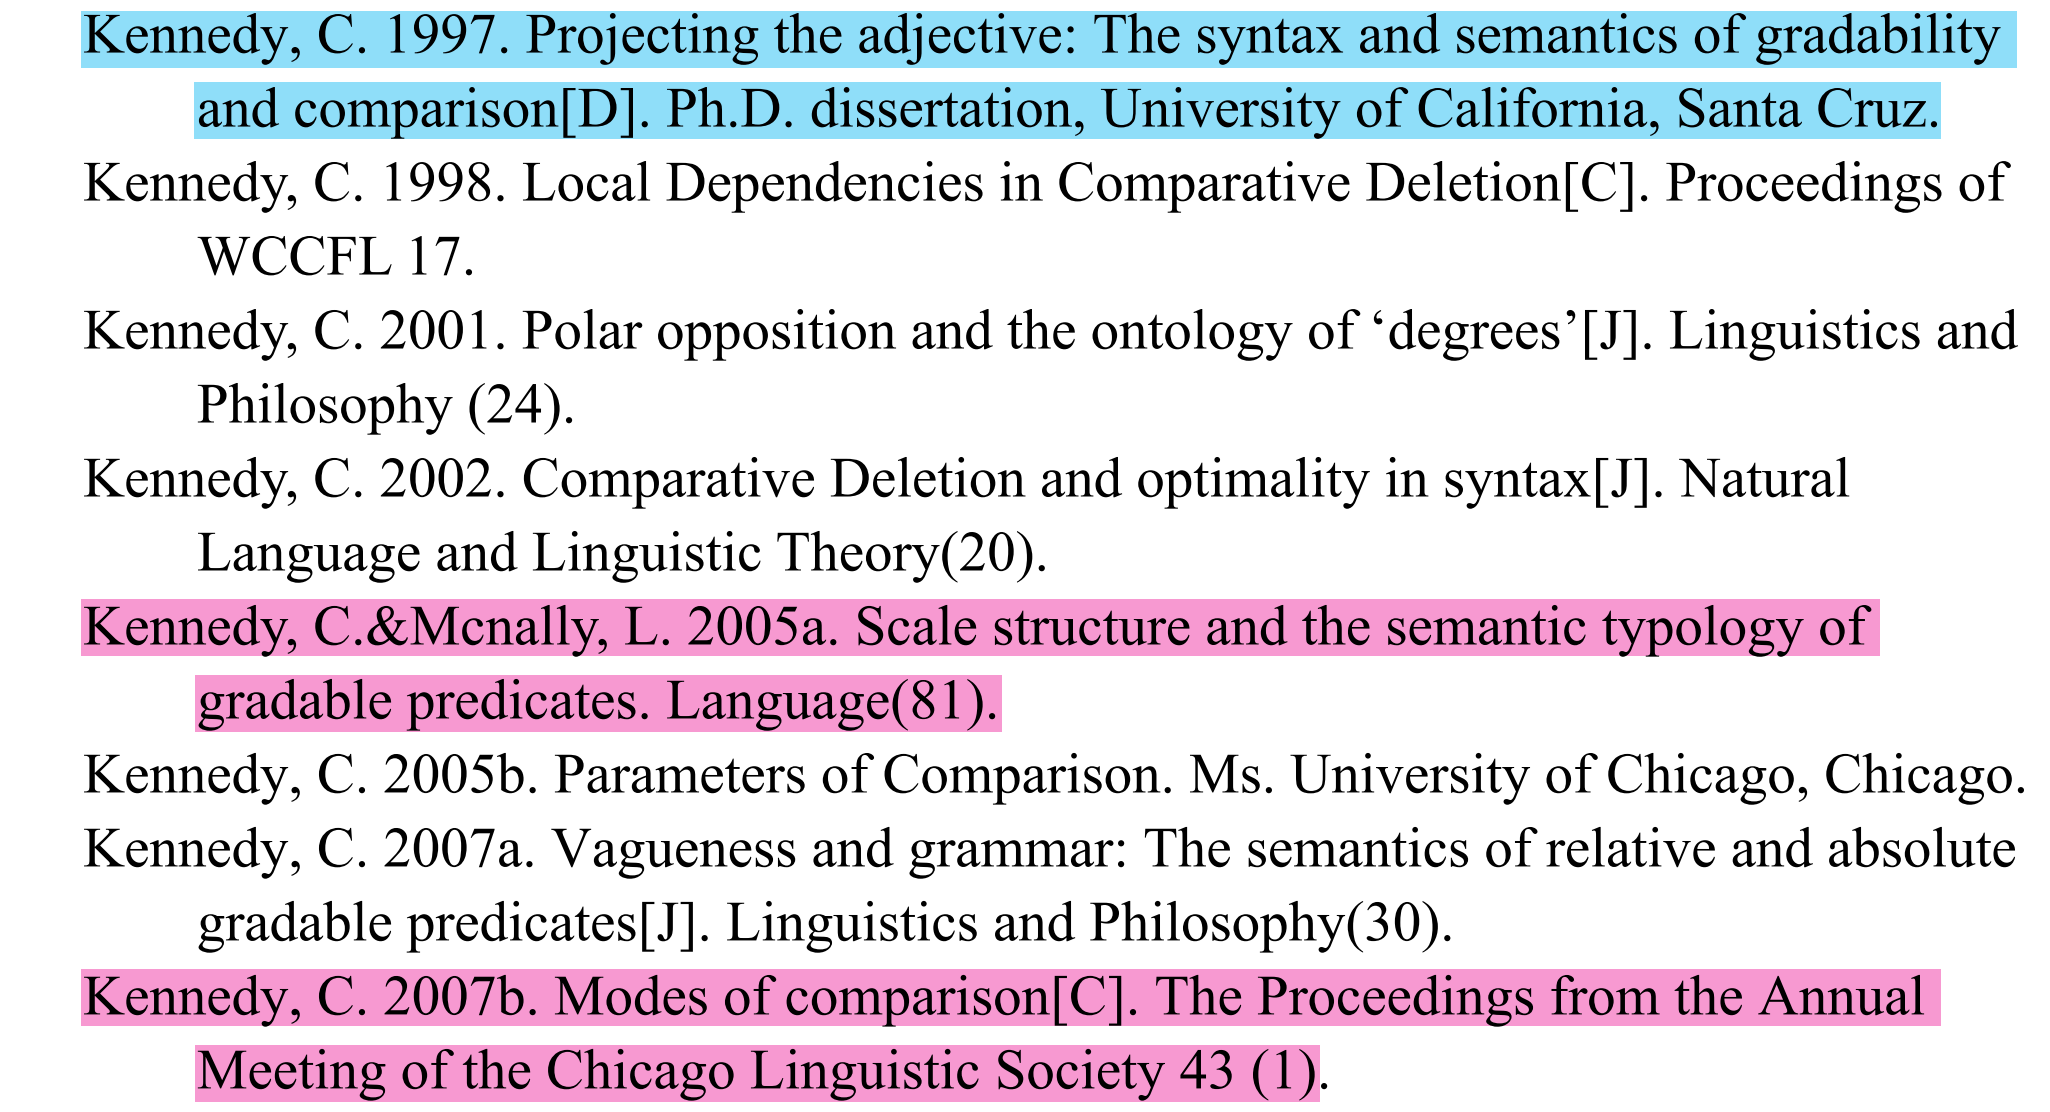 Kennedy, C. 1997. Projecting the adjective: The syntax and semantics of gradability
and comparison[D]. Ph.D. dissertation, University of California, Santa Cruz.
Kennedy, C. 1998. Local Dependencies in Comparative Deletion[C]. Proceedings of
WCCFL 17.
Kennedy, C. 2001. Polar opposition and the ontology of ‘degrees’[J]. Linguistics and
Philosophy (24).
Kennedy, C. 2002. Comparative Deletion and optimality in syntax[J]. Natural
Language and Linguistic Theory(20).
Kennedy, C.&Mcnally, L. 2005a. Scale structure and the semantic typology of
gradable predicates. Language(81).
Kennedy, C. 2005b. Parameters of Comparison. Ms. University of Chicago, Chicago.
Kennedy, C. 2007a. Vagueness and grammar: The semantics of relative and absolute
gradable predicates[J]. Linguistics and Philosophy(30).
Kennedy, C. 2007b. Modes of comparison[C]. The Proceedings from the Annual
Meeting of the Chicago Linguistic Society 43 (1).